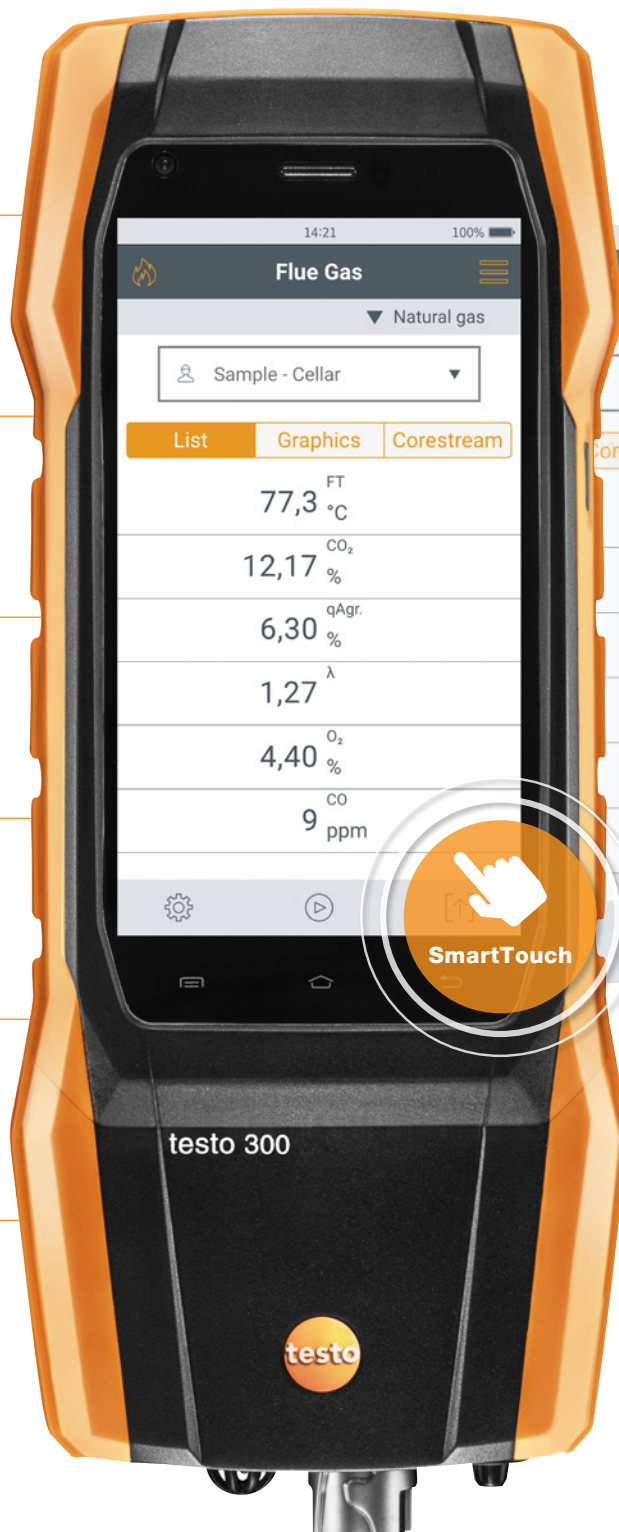 14:21 100%
Flue Gas
▼ Natural gas
Sample - Cellar ▼
List Graphics Corestream
77,3 FT °C
12,17 CO₂ %
6,30 qAgr. %
1,27 λ
4,40 O₂ %
9 CO ppm
SmartTouch
testo 300
testo